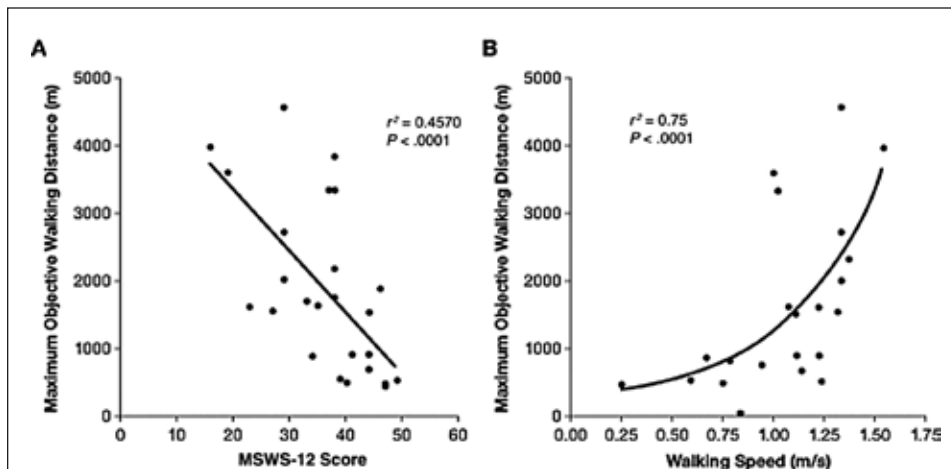 A
Maximum Objective Walking Distance (m)
5000
4000
3000
2000
1000
0
r² = 0.4570
P < .0001
0 10 20 30 40 50 60
MSWS-12 Score
B
Maximum Objective Walking Distance (m)
5000
4000
3000
2000
1000
0
r² = 0.75
P < .0001
0.00 0.25 0.50 0.75 1.00 1.25 1.50 1.75
Walking Speed (m/s)